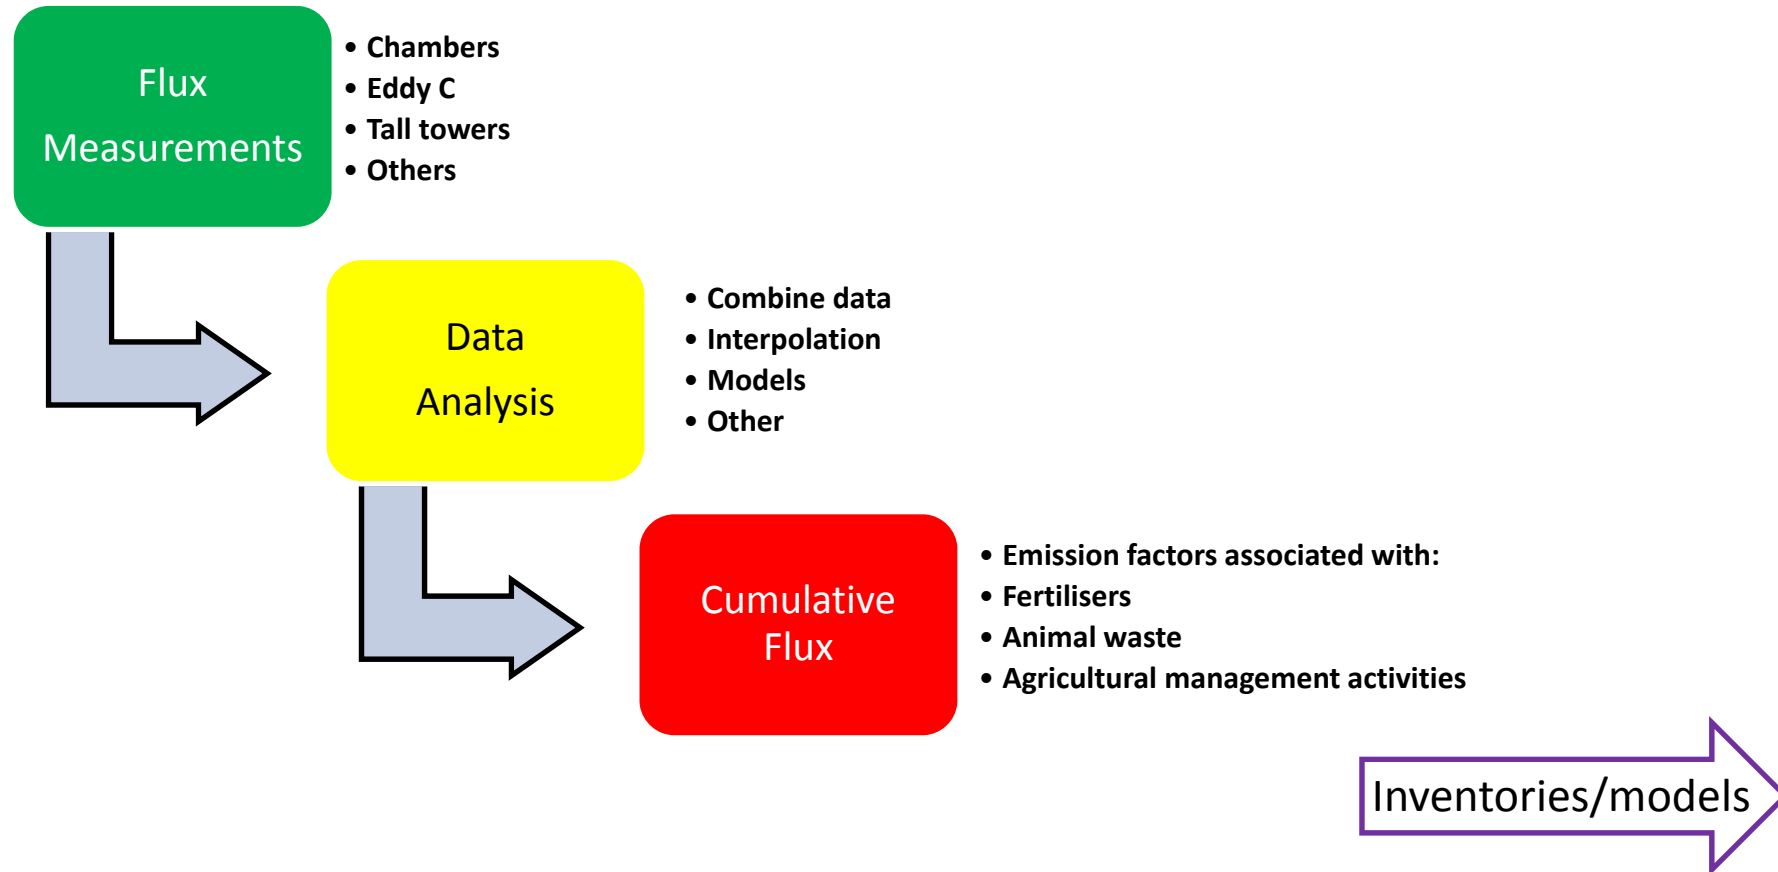 Flux
Measurements
• Chambers
• Eddy C
• Tall towers
• Others
Data
Analysis
• Combine data
• Interpolation
• Models
• Other
Cumulative
Flux
• Emission factors associated with:
• Fertilisers
• Animal waste
• Agricultural management activities
Inventories/models